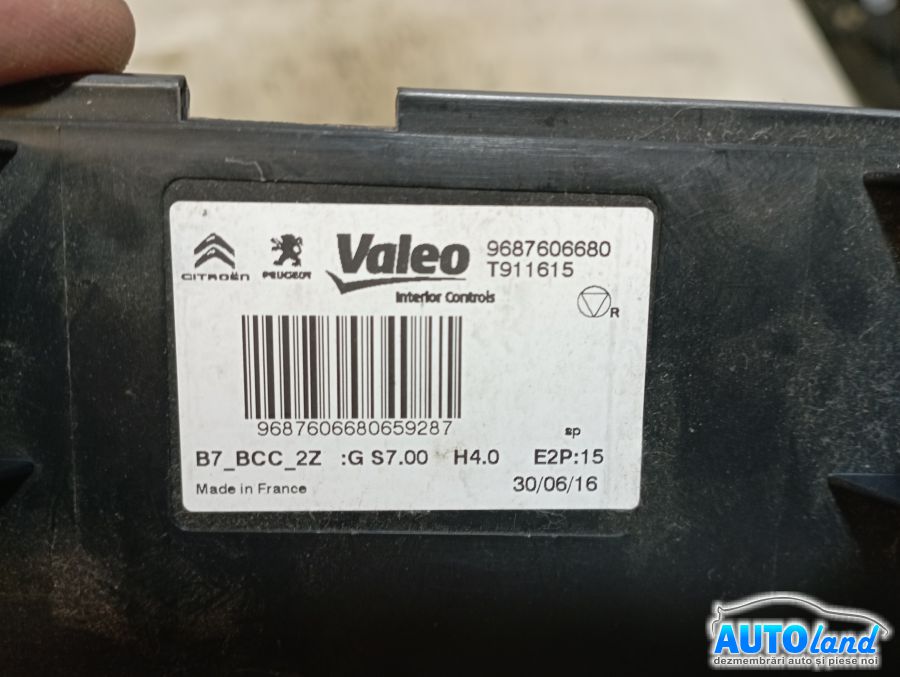 CITROËN
PEUGEOT
Valeo
Interior Controls
9687606680
T911615
R
9687606680659287
sp
B7_BCC_2Z :G S7.00 H4.0 E2P:15
Made in France
30/06/16
AUTOland
dezmembrări auto și piese noi